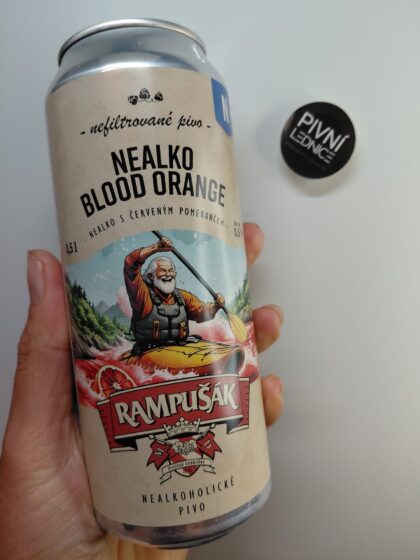 - nefiltrované pivo -
N
NEALKO
BLOOD ORANGE
- NEALKO S ČERVENÝM POMERANČEM -
0,5 l
RAMPUŠÁK
NEALKOHOLICKÉ
PIVO
PIVNÍ
LEDNICE